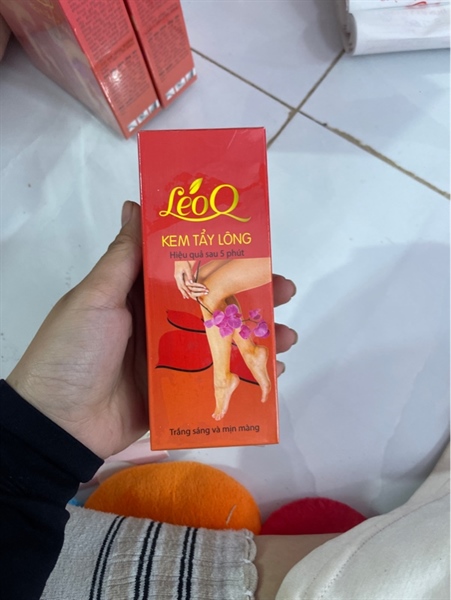 LéoQ
KEM TẨY LÔNG
Hiệu quả sau 5 phút
Trắng sáng và mịn màng